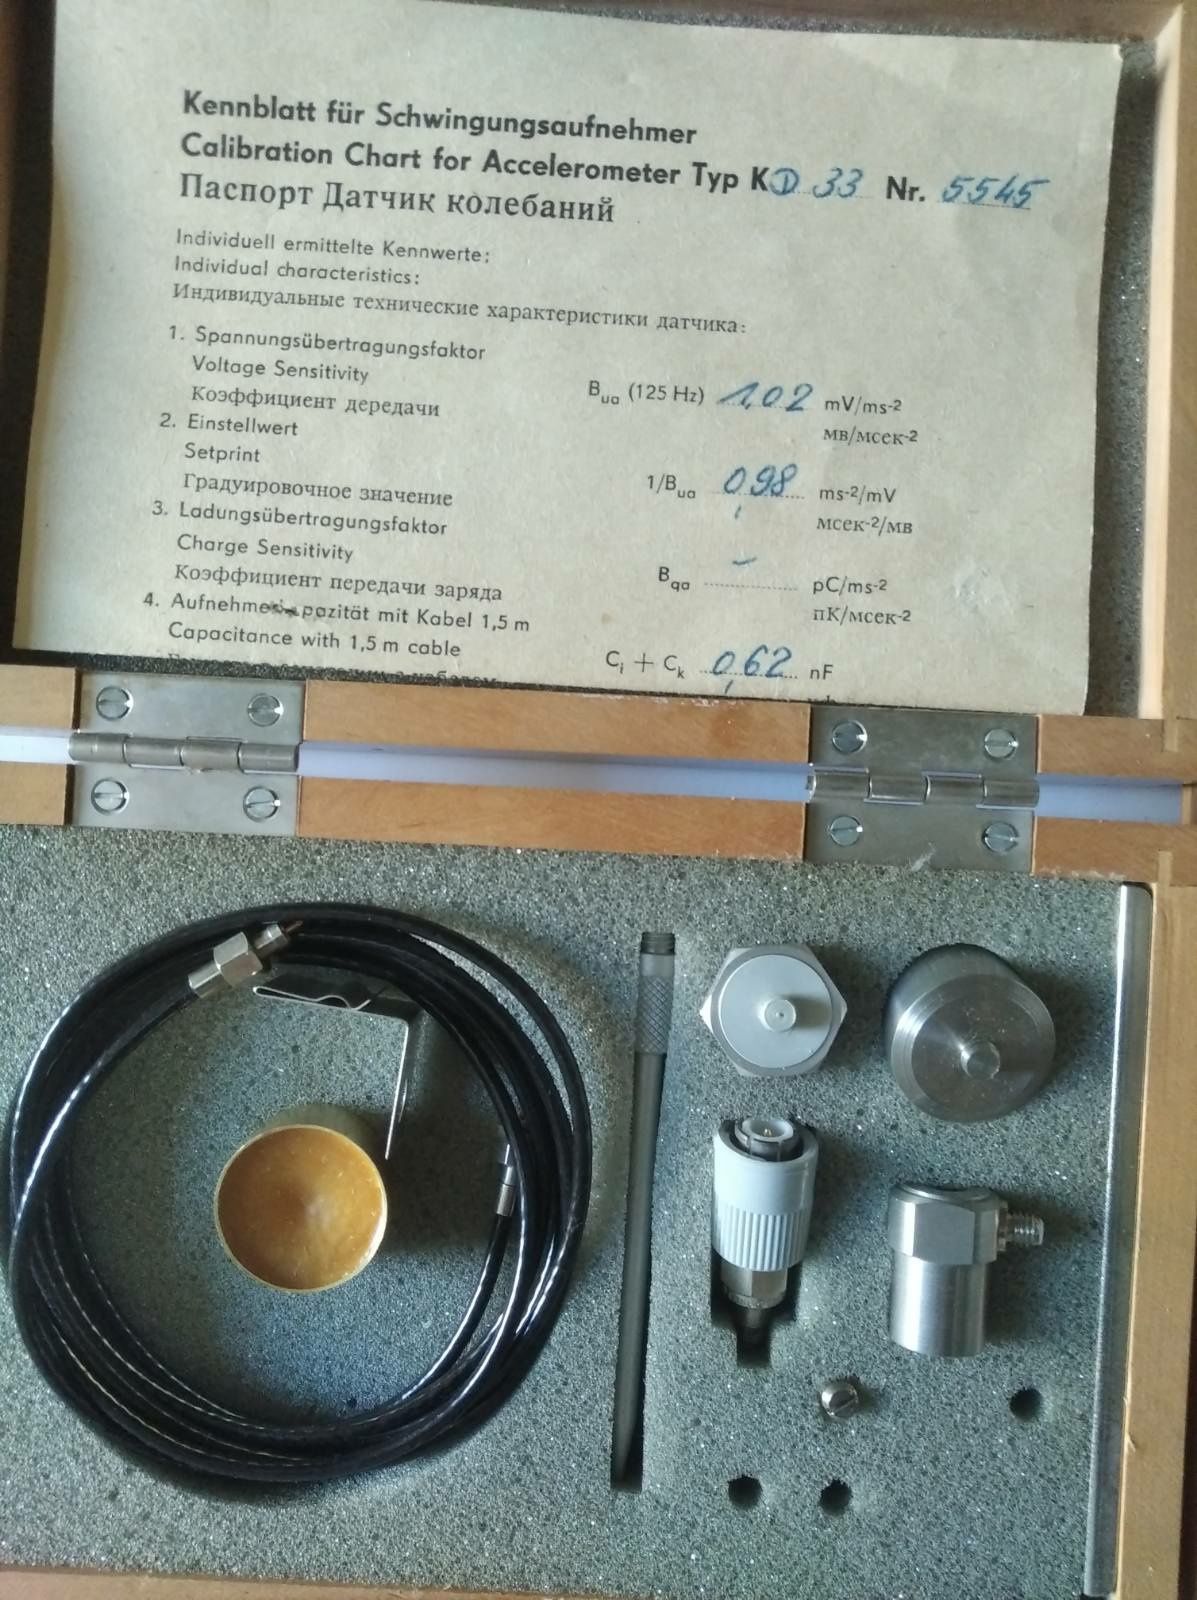 Kennblatt für Schwingungsaufnehmer
Calibration Chart for Accelerometer Typ KD 33 Nr. 5545
Паспорт Датчик колебаний
Individuell ermittelte Kennwerte:
Individual characteristics:
Индивидуальные технические характеристики датчика:
1. Spannungsübertragungsfaktor
Voltage Sensitivity Bua (125 Hz) 1,02 mV/ms-2
Коэффициент дередачи мв/мсек-2
2. Einstellwert
Setprint 1/Bua 0,98 ms-2/mV
Градуировочное значение мсек-2/мв
3. Ladungsübertragungsfaktor
Charge Sensitivity Bqa - pC/ms-2
Коэффициент передачи заряда пК/мсек-2
4. pazität mit Kabel 1,5 m
Capacitance with 1,5 m cable Ci + Ck 0,62 nF